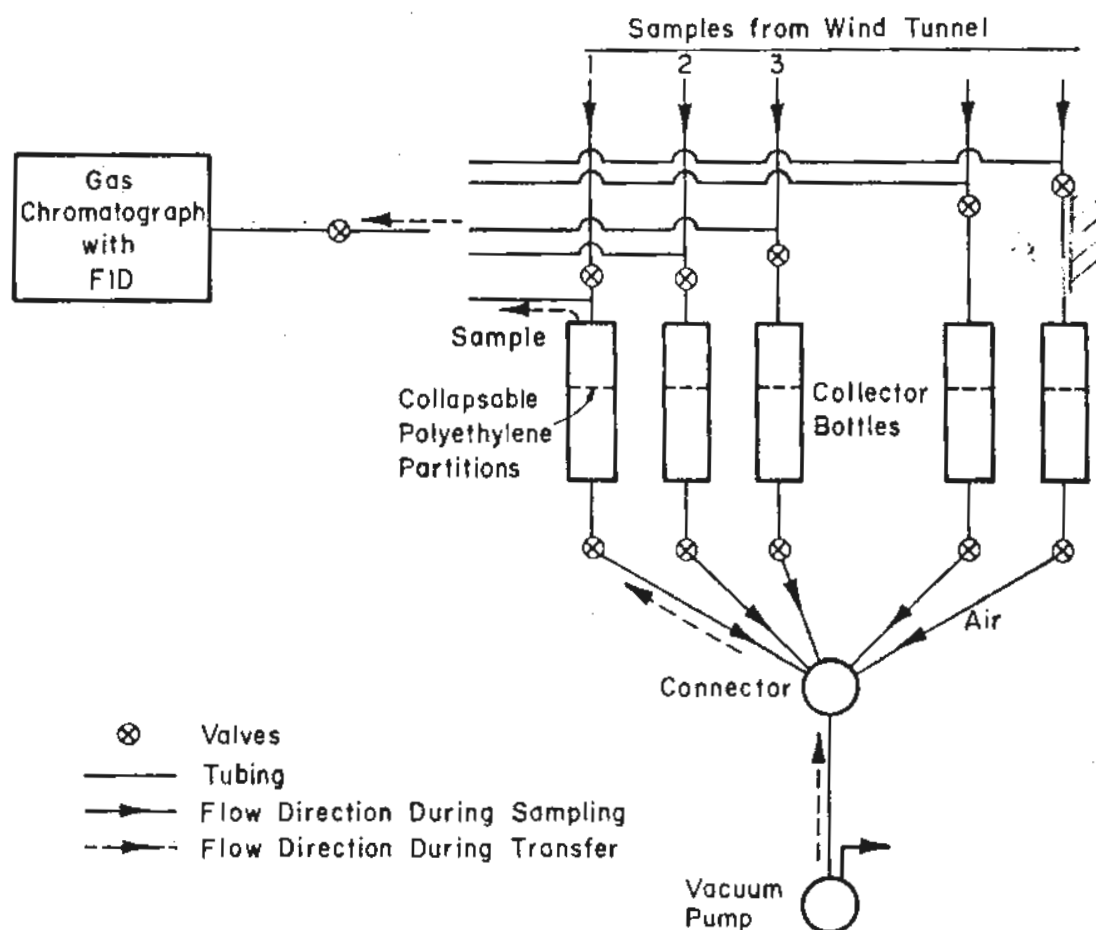 Samples from Wind Tunnel
1 2 3
Gas
Chromatograph
with
FID
Sample
Collapsable
Polyethylene
Partitions
Collector
Bottles
Air
Connector
Valves
Tubing
Flow Direction During Sampling
Flow Direction During Transfer
Vacuum
Pump